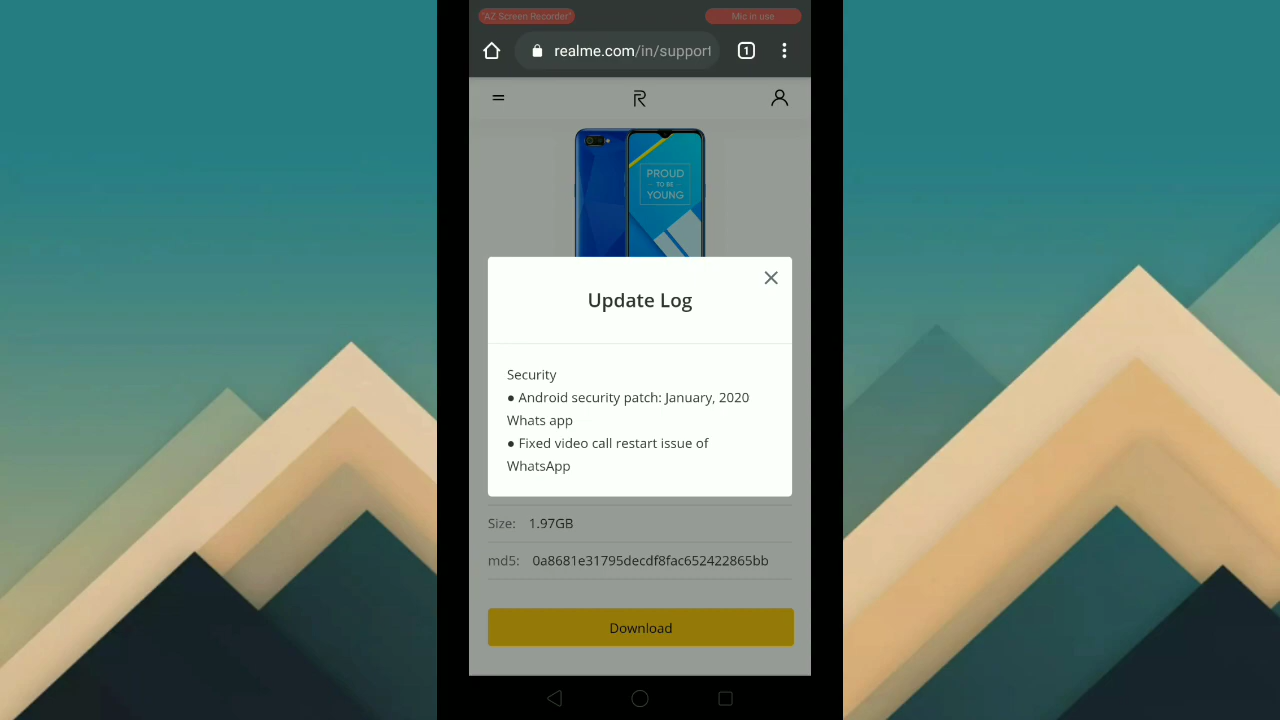 "AZ Screen Recorder" Mic in use
realme.com/in/support 1
PROUD
TO BE
YOUNG
Update Log
Security
● Android security patch: January, 2020
Whats app
● Fixed video call restart issue of
WhatsApp
Size: 1.97GB
md5: 0a8681e31795decdf8fac652422865bb
Download